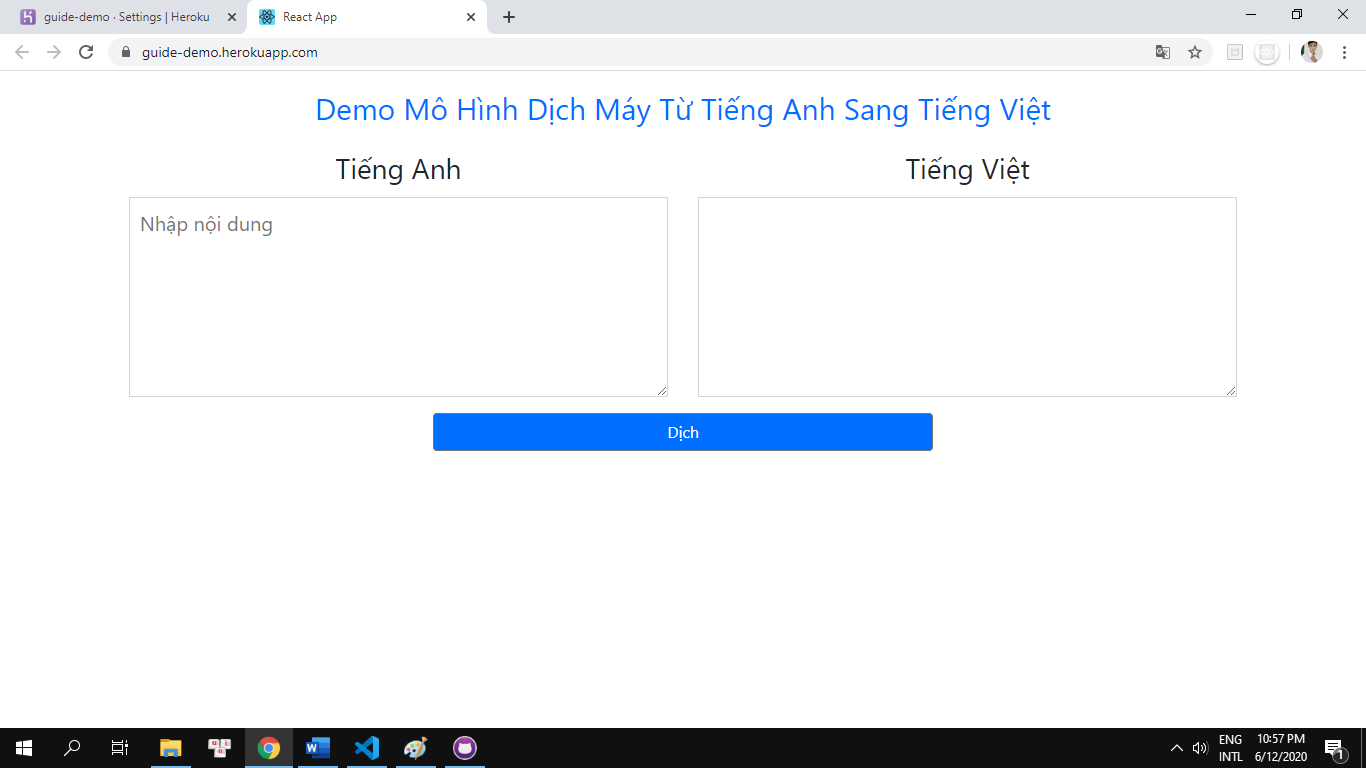 guide-demo · Settings | Heroku
React App
guide-demo.herokuapp.com
Demo Mô Hình Dịch Máy Từ Tiếng Anh Sang Tiếng Việt
Tiếng Anh
Tiếng Việt
Nhập nội dung
Dịch
ENG
INTL
10:57 PM
6/12/2020
1